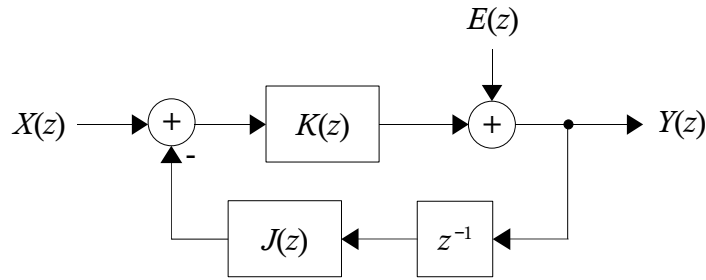 E(z)
X(z)
+
K(z)
+
Y(z)
-
J(z)
z⁻¹